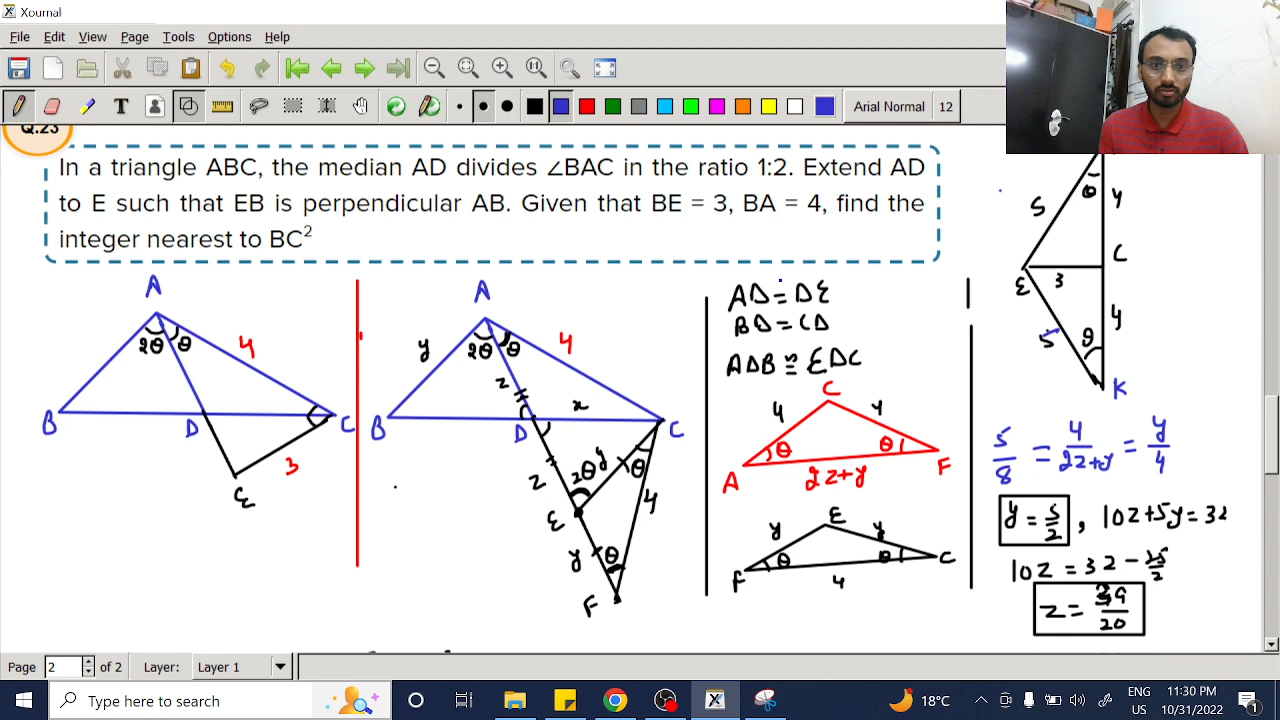 Xournal
File Edit View Page Tools Options Help
Arial Normal 12
Q.23
In a triangle ABC, the median AD divides ∠BAC in the ratio 1:2. Extend AD
to E such that EB is perpendicular AB. Given that BE = 3, BA = 4, find the
integer nearest to BC²
A
2θ θ 4
B D C
3
E
A
y 2θ θ 4
z
x
B D C
z 2θ y θ
E 4
y θ
F
AD = DE
BD = CD
ADB ≅ EDC
C
4 4
θ θ
A 2z+y F
E
y y
θ θ
F 4 C
θ
5 4
C
E 3
4
5 θ
K
5/8 = 4/2z+y = y/4
y = 5/2 , 10z+5y = 32
10z = 32 - 25/2
z = 39/20
Page 2 of 2 Layer: Layer 1
Type here to search
18°C
ENG
US
11:30 PM
10/31/2022
1